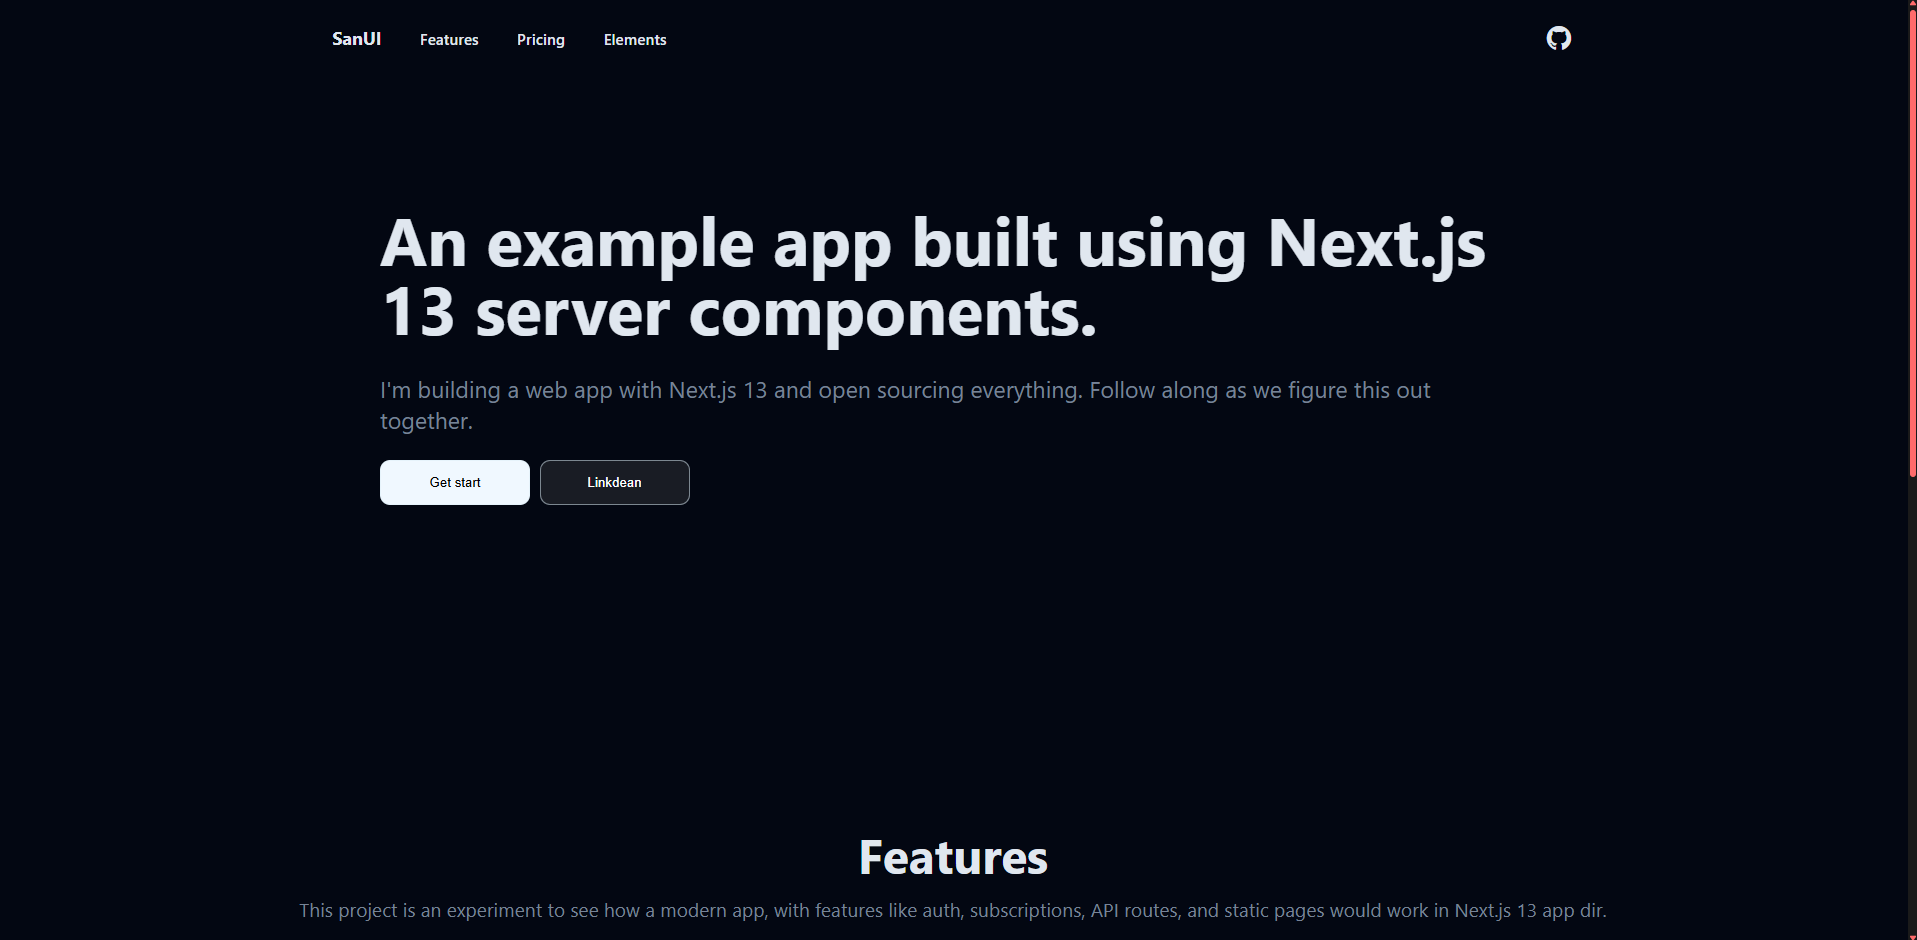 SanUI Features Pricing Elements
An example app built using Next.js
13 server components.
I'm building a web app with Next.js 13 and open sourcing everything. Follow along as we figure this out
together.
Get start Linkdean
Features
This project is an experiment to see how a modern app, with features like auth, subscriptions, API routes, and static pages would work in Next.js 13 app dir.